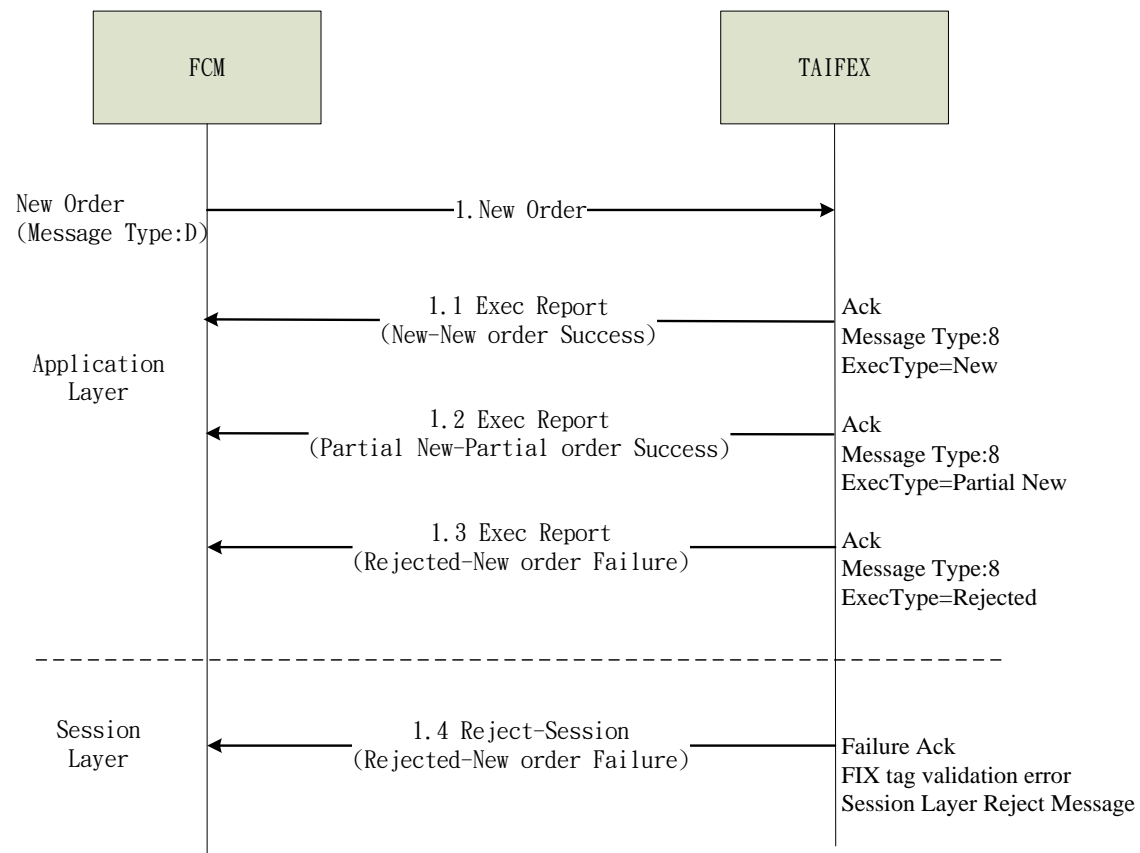 FCM
TAIFEX
New Order
(Message Type:D)
1.New Order
1.1 Exec Report
(New-New order Success)
Ack
Message Type:8
ExecType=New
Application
Layer
1.2 Exec Report
(Partial New-Partial order Success)
Ack
Message Type:8
ExecType=Partial New
1.3 Exec Report
(Rejected-New order Failure)
Ack
Message Type:8
ExecType=Rejected
Session
Layer
1.4 Reject-Session
(Rejected-New order Failure)
Failure Ack
FIX tag validation error
Session Layer Reject Message